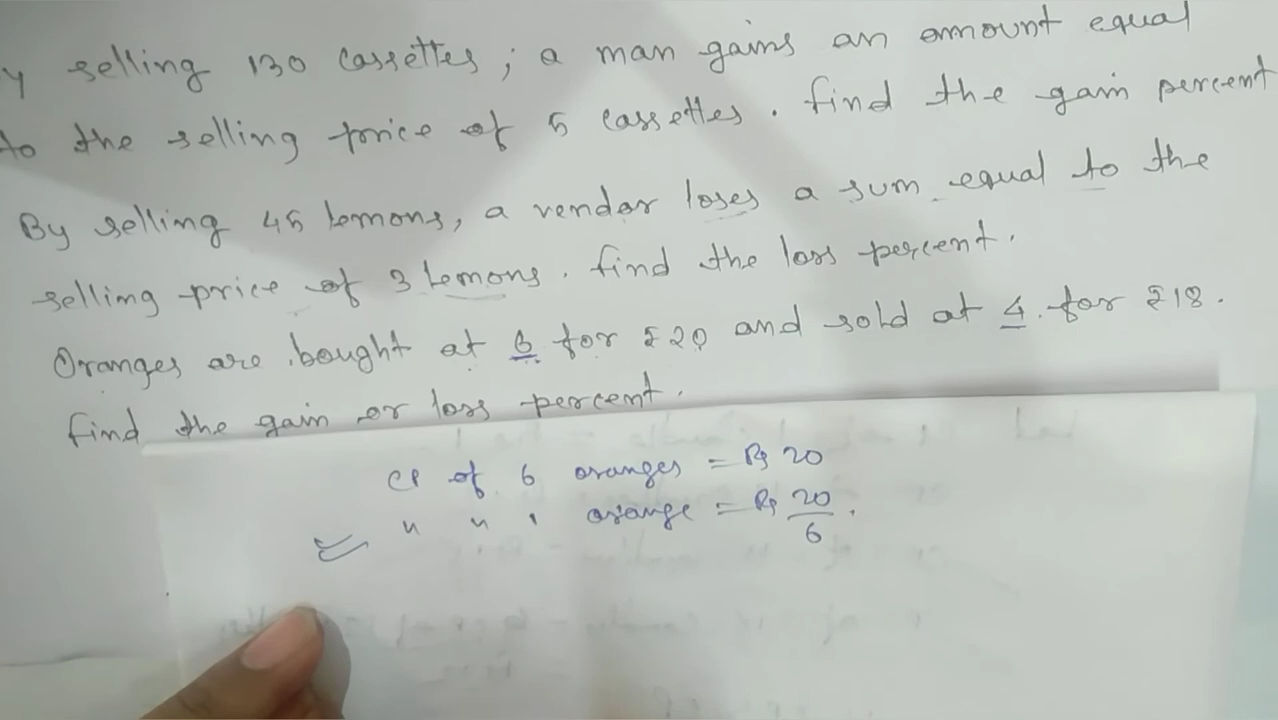 y selling 130 cassettes; a man gains an amount equal
to the selling price of 5 cassettes. find the gain percent
By selling 45 lemons, a vendor loses a sum equal to the
selling price of 3 lemons. find the loss percent.
Oranges are bought at 6 for ₹20 and sold at 4 for ₹18.
find the gain or loss percent.
CP of 6 oranges = Rs 20
" " 1 orange = Rs 20/6.